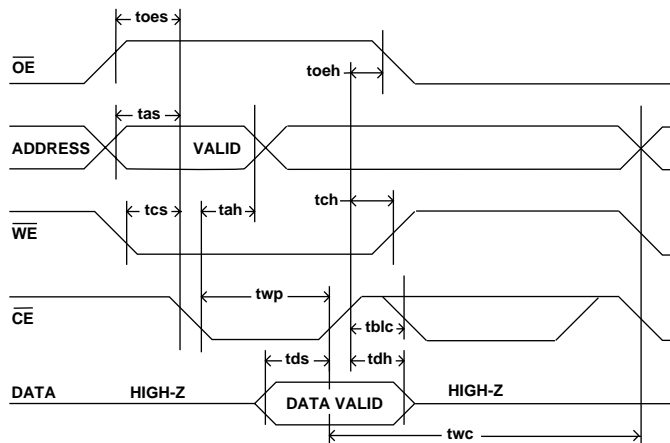 toes
OE
toeh
tas
ADDRESS
VALID
tcs
tah
tch
WE
twp
CE
tblc
tds
tdh
DATA
HIGH-Z
DATA VALID
HIGH-Z
twc